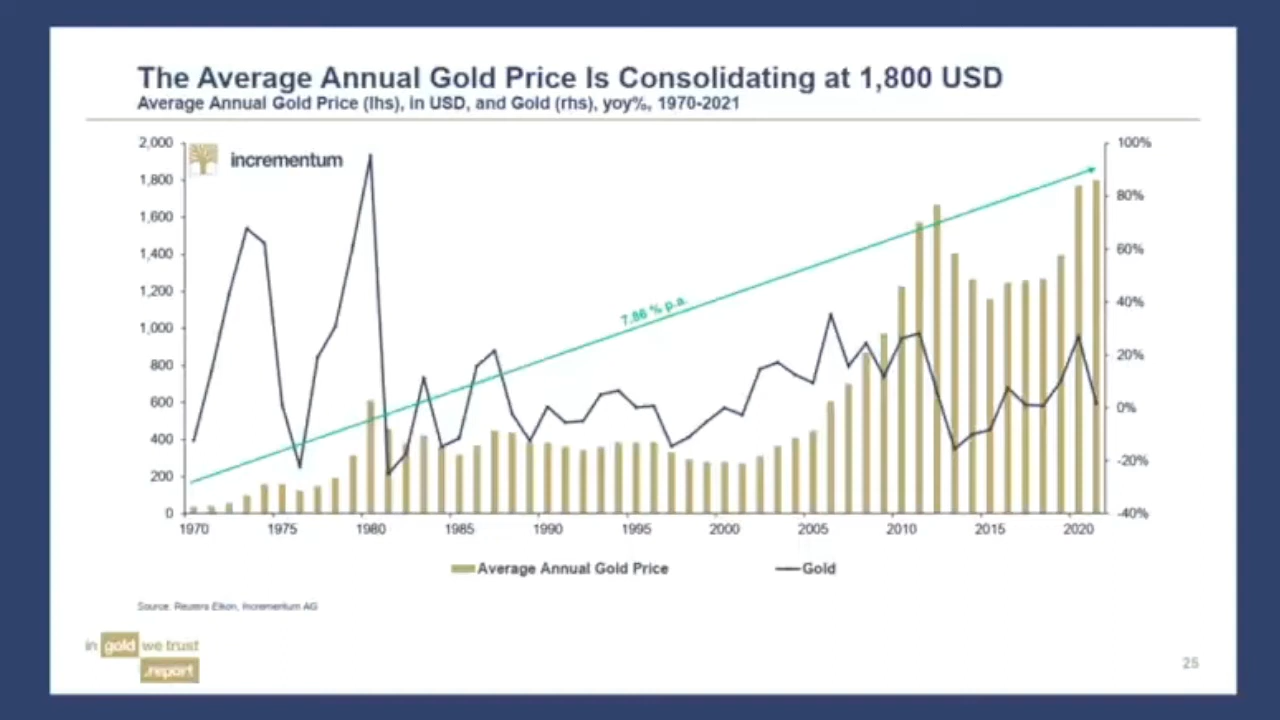 The Average Annual Gold Price Is Consolidating at 1,800 USD
Average Annual Gold Price (lhs), in USD, and Gold (rhs), yoy%, 1970-2021
incrementum
2,000
1,800
1,600
1,400
1,200
1,000
800
600
400
200
0
100%
80%
60%
40%
20%
0%
-20%
-40%
7.86 % p.a.
1970 1975 1980 1985 1990 1995 2000 2005 2010 2015 2020
Average Annual Gold Price Gold
Source: Reuters Eikon, Incrementum AG
in gold we trust
.report
25